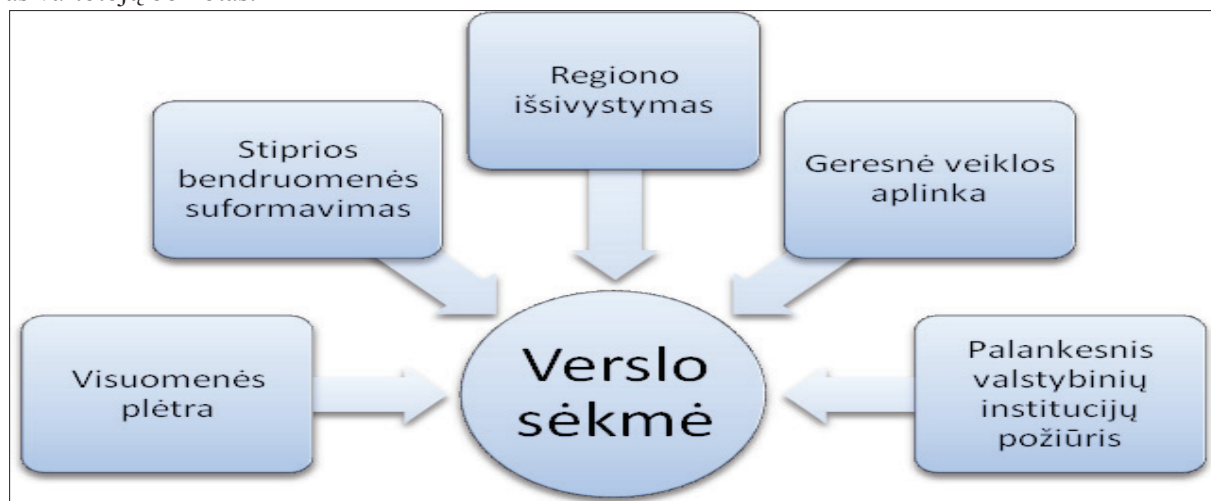 Visuomenės
plėtra
Stiprios
bendruomenės
suformavimas
Regiono
išsivystymas
Geresnė veiklos
aplinka
Palankesnis
valstybinių
institucijų
požiūris
Verslo
sėkmė